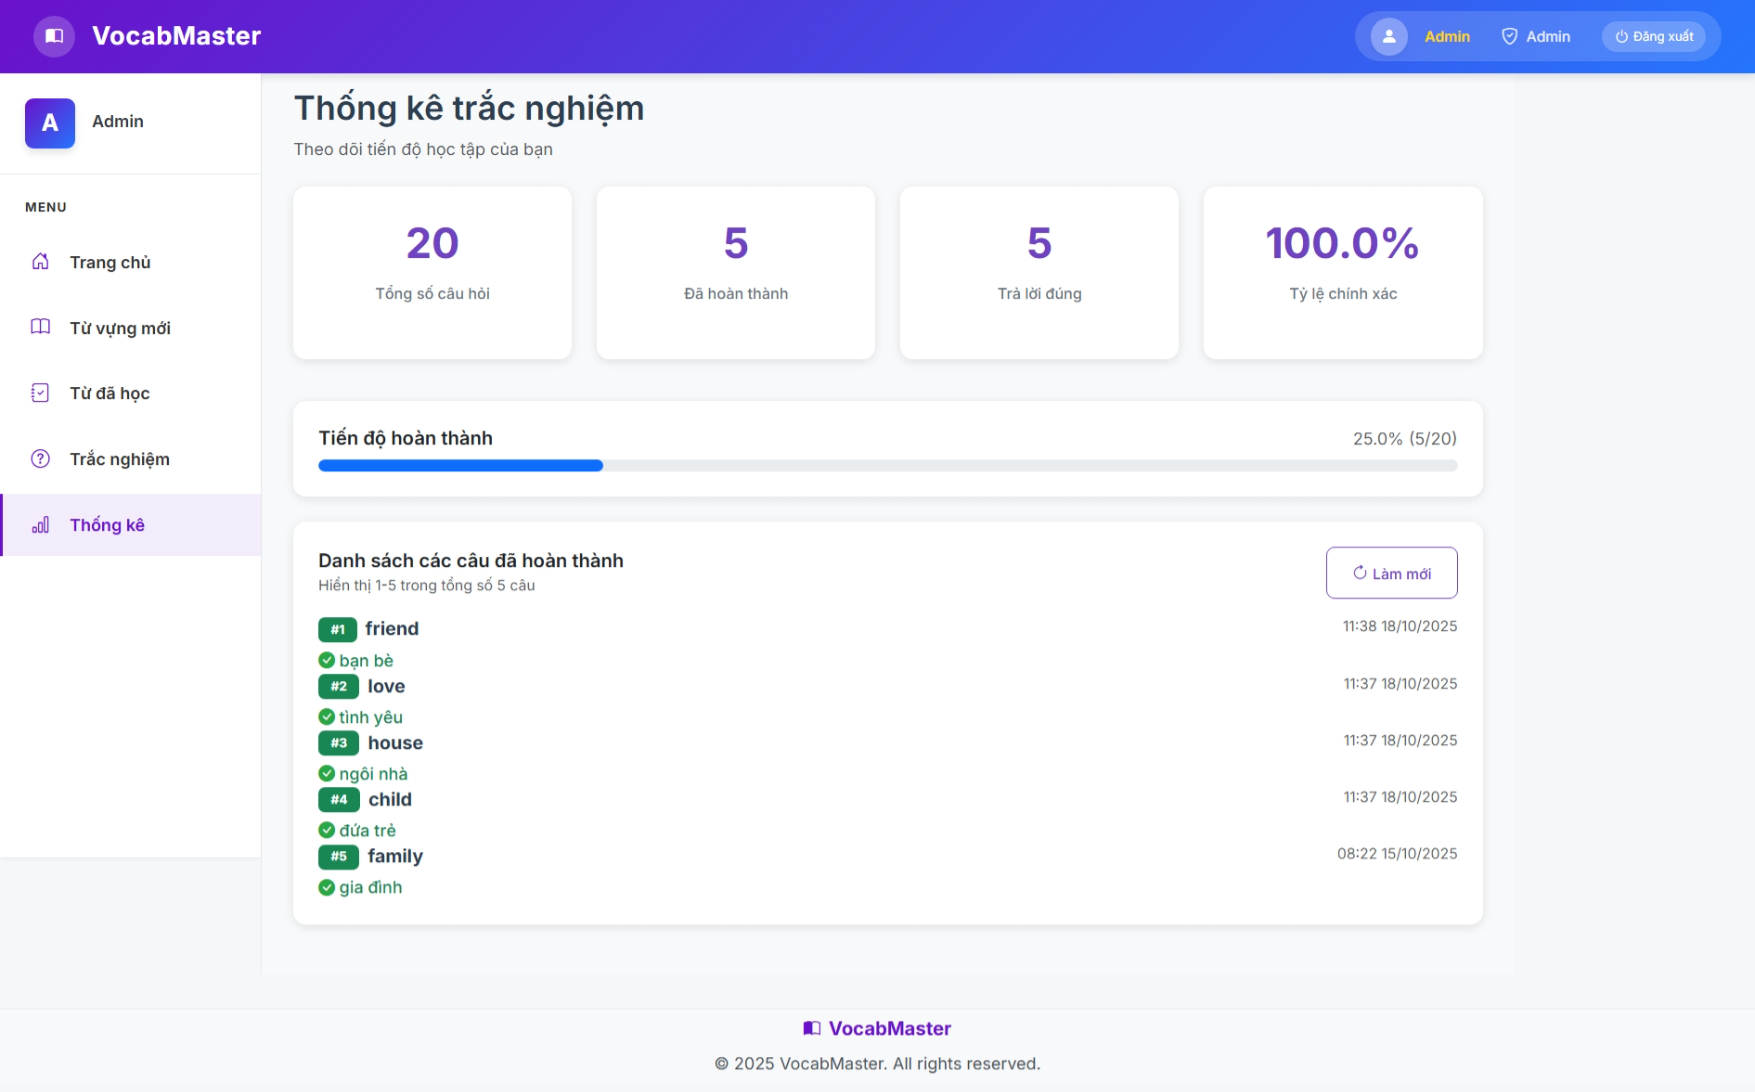 VocabMaster
Admin
Admin
Đăng xuất
A
Admin
MENU
Trang chủ
Từ vựng mới
Từ đã học
Trắc nghiệm
Thống kê
Thống kê trắc nghiệm
Theo dõi tiến độ học tập của bạn
20
Tổng số câu hỏi
5
Đã hoàn thành
5
Trả lời đúng
100.0%
Tỷ lệ chính xác
Tiến độ hoàn thành
25.0% (5/20)
Danh sách các câu đã hoàn thành
Hiển thị 1-5 trong tổng số 5 câu
Làm mới
#1 friend
11:38 18/10/2025
bạn bè
#2 love
11:37 18/10/2025
tình yêu
#3 house
11:37 18/10/2025
ngôi nhà
#4 child
11:37 18/10/2025
đứa trẻ
#5 family
08:22 15/10/2025
gia đình
VocabMaster
© 2025 VocabMaster. All rights reserved.